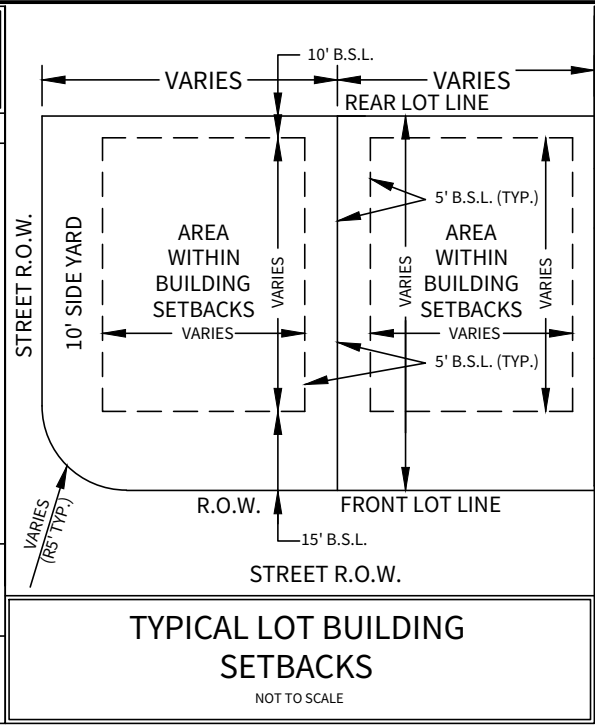 10' B.S.L.
VARIES
VARIES
REAR LOT LINE
STREET R.O.W.
10' SIDE YARD
AREA
WITHIN
BUILDING
SETBACKS
VARIES
VARIES
5' B.S.L. (TYP.)
VARIES
AREA
WITHIN
BUILDING
SETBACKS
VARIES
VARIES
5' B.S.L. (TYP.)
VARIES
(R5' TYP.)
R.O.W.
FRONT LOT LINE
15' B.S.L.
STREET R.O.W.
TYPICAL LOT BUILDING
SETBACKS
NOT TO SCALE